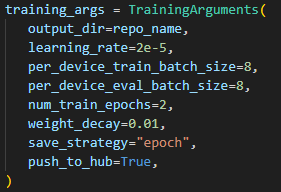 training_args = TrainingArguments(
    output_dir=repo_name,
    learning_rate=2e-5,
    per_device_train_batch_size=8,
    per_device_eval_batch_size=8,
    num_train_epochs=2,
    weight_decay=0.01,
    save_strategy="epoch",
    push_to_hub=True,
)